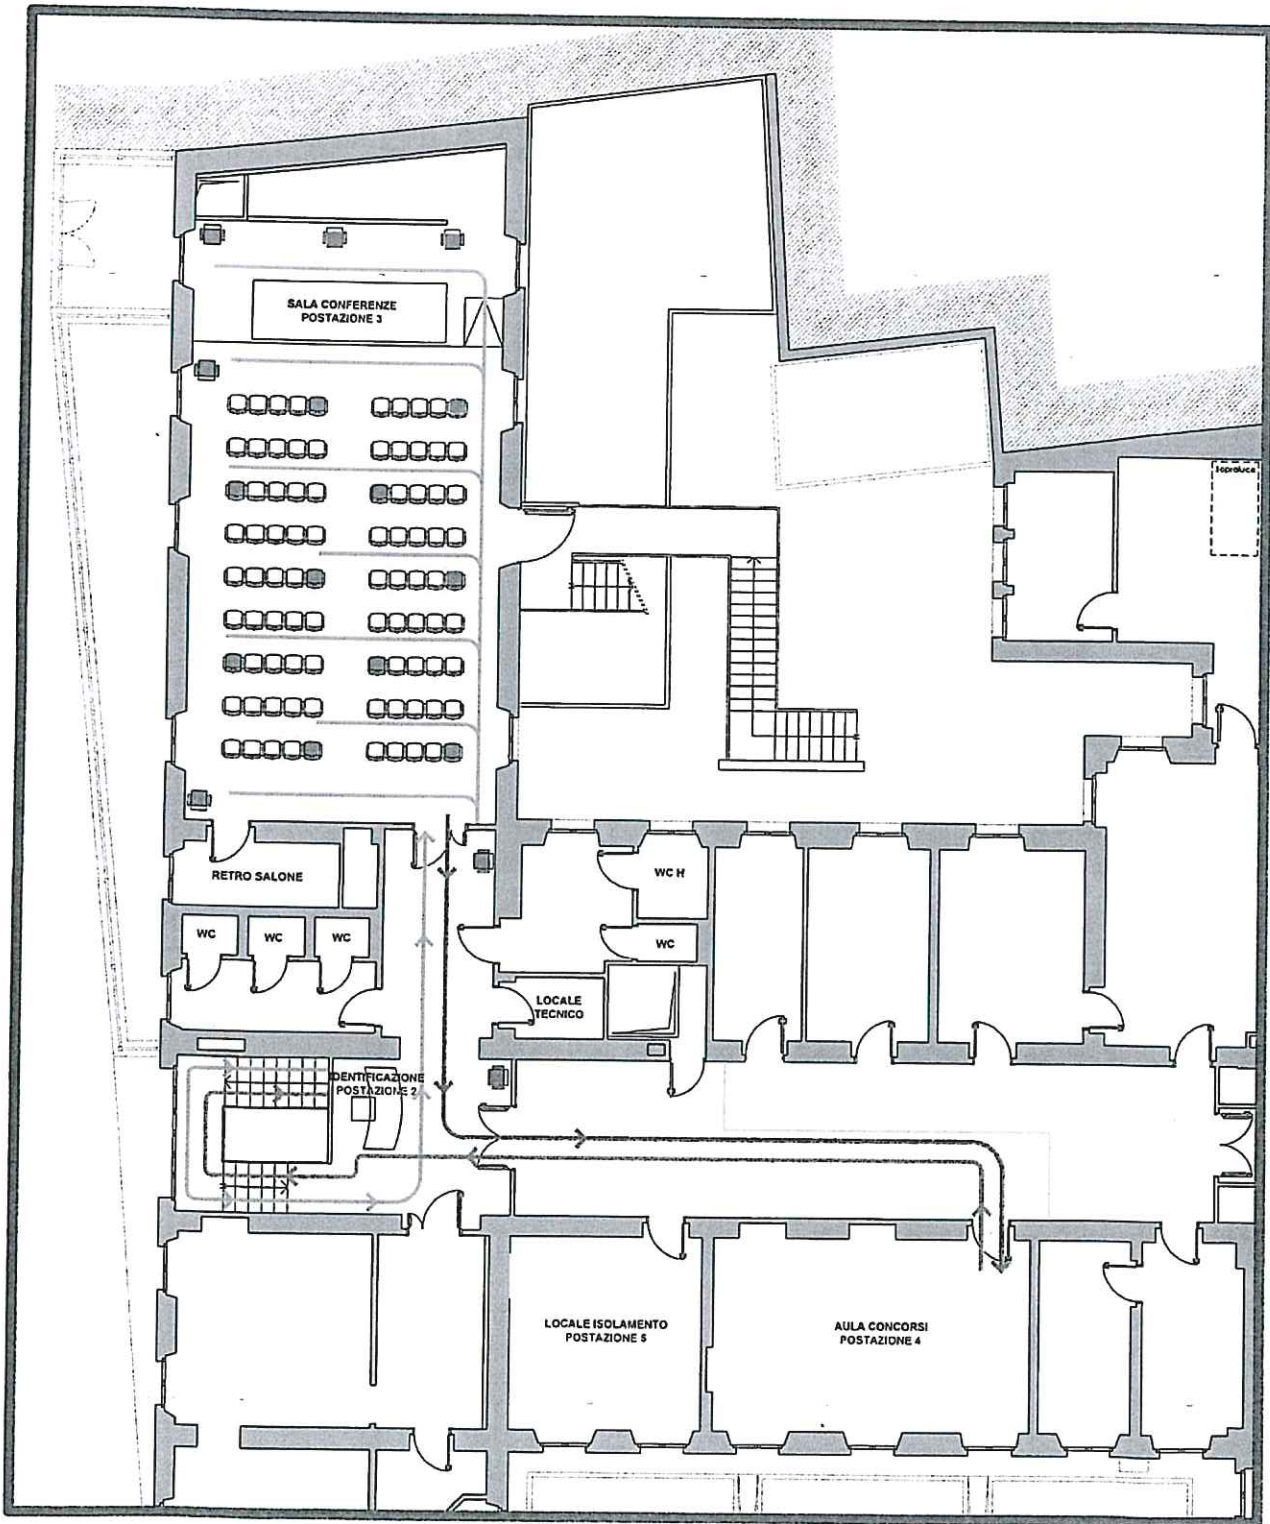 SALA CONFERENZE
POSTAZIONE 3
Sopraluce
RETRO SALONE
WC H
WC
WC
WC
WC
LOCALE
TECNICO
IDENTIFICAZIONE
POSTAZIONE 2
LOCALE ISOLAMENTO
POSTAZIONE 5
AULA CONCORSI
POSTAZIONE 4